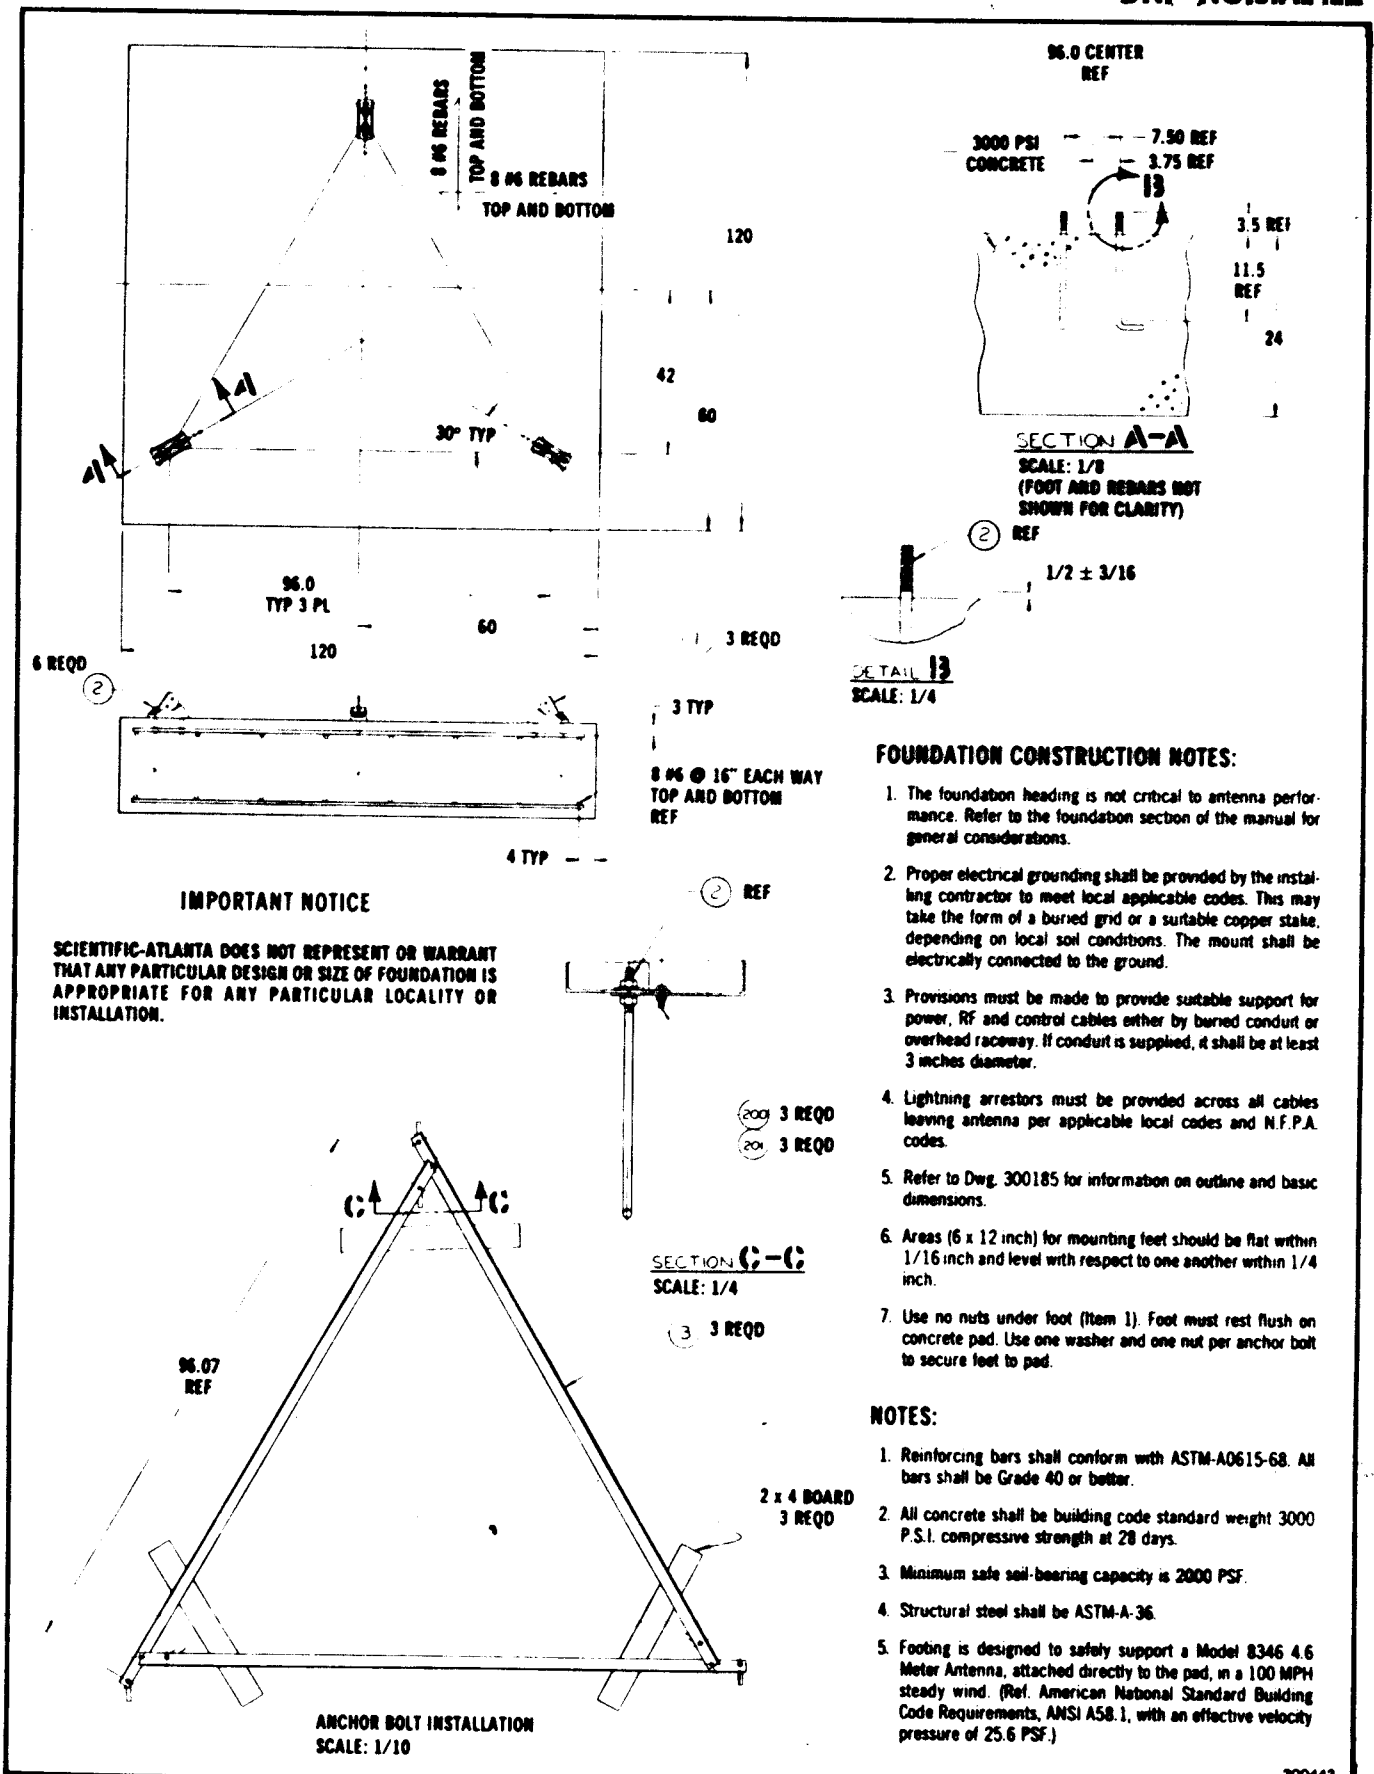 96.0 CENTER
REF
8 #6 REBARS
TOP AND BOTTOM
8 #6 REBARS
TOP AND BOTTOM
120
42
60
30° TYP
A
A
96.0
TYP 3 PL
60
120
3000 PSI
CONCRETE
7.50 REF
3.75 REF
B
3.5 REF
11.5
REF
24
SECTION A-A
SCALE: 1/8
(FOOT AND REBARS NOT
SHOWN FOR CLARITY)
2 REF
1/2 ± 3/16
DETAIL B
SCALE: 1/4
6 REQD
2
1 3 REQD
3 TYP
8 #6 @ 16" EACH WAY
TOP AND BOTTOM
REF
4 TYP
IMPORTANT NOTICE
SCIENTIFIC-ATLANTA DOES NOT REPRESENT OR WARRANT
THAT ANY PARTICULAR DESIGN OR SIZE OF FOUNDATION IS
APPROPRIATE FOR ANY PARTICULAR LOCALITY OR
INSTALLATION.
2 REF
200 3 REQD
201 3 REQD
SECTION C-C
SCALE: 1/4
3 3 REQD
C
C
96.07
REF
2 x 4 BOARD
3 REQD
ANCHOR BOLT INSTALLATION
SCALE: 1/10
FOUNDATION CONSTRUCTION NOTES:
1. The foundation heading is not critical to antenna perfor-
mance. Refer to the foundation section of the manual for
general considerations.
2. Proper electrical grounding shall be provided by the instal-
ling contractor to meet local applicable codes. This may
take the form of a buried grid or a suitable copper stake,
depending on local soil conditions. The mount shall be
electrically connected to the ground.
3. Provisions must be made to provide suitable support for
power, RF and control cables either by buried conduit or
overhead raceway. If conduit is supplied, it shall be at least
3 inches diameter.
4. Lightning arrestors must be provided across all cables
leaving antenna per applicable local codes and N.F.P.A.
codes.
5. Refer to Dwg. 300185 for information on outline and basic
dimensions.
6. Areas (6 x 12 inch) for mounting feet should be flat within
1/16 inch and level with respect to one another within 1/4
inch.
7. Use no nuts under foot (Item 1). Foot must rest flush on
concrete pad. Use one washer and one nut per anchor bolt
to secure feet to pad.
NOTES:
1. Reinforcing bars shall conform with ASTM-A0615-68. All
bars shall be Grade 40 or better.
2. All concrete shall be building code standard weight 3000
P.S.I. compressive strength at 28 days.
3. Minimum safe soil-bearing capacity is 2000 PSF.
4. Structural steel shall be ASTM-A-36.
5. Footing is designed to safely support a Model 8346 4.6
Meter Antenna, attached directly to the pad, in a 100 MPH
steady wind. (Ref. American National Standard Building
Code Requirements, ANSI A58.1, with an effective velocity
pressure of 25.6 PSF.)